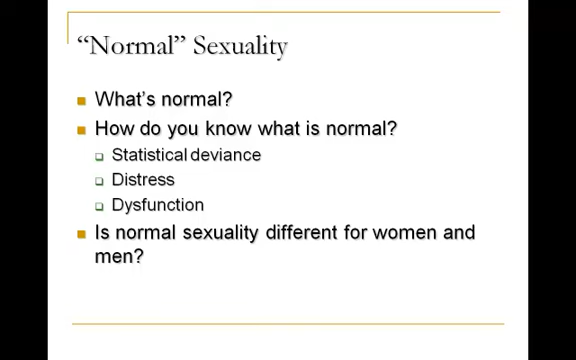 “Normal” Sexuality
What’s normal?
How do you know what is normal?
Statistical deviance
Distress
Dysfunction
Is normal sexuality different for women and
men?